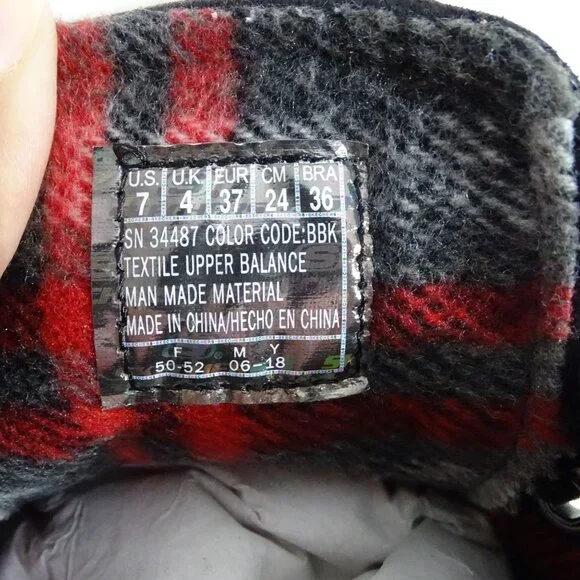 U.S. U.K. EUR CM BRA
7 4 37 24 36
SN 34487 COLOR CODE:BBK
TEXTILE UPPER BALANCE
MAN MADE MATERIAL
MADE IN CHINA/HECHO EN CHINA
F M Y
50-52 06-18